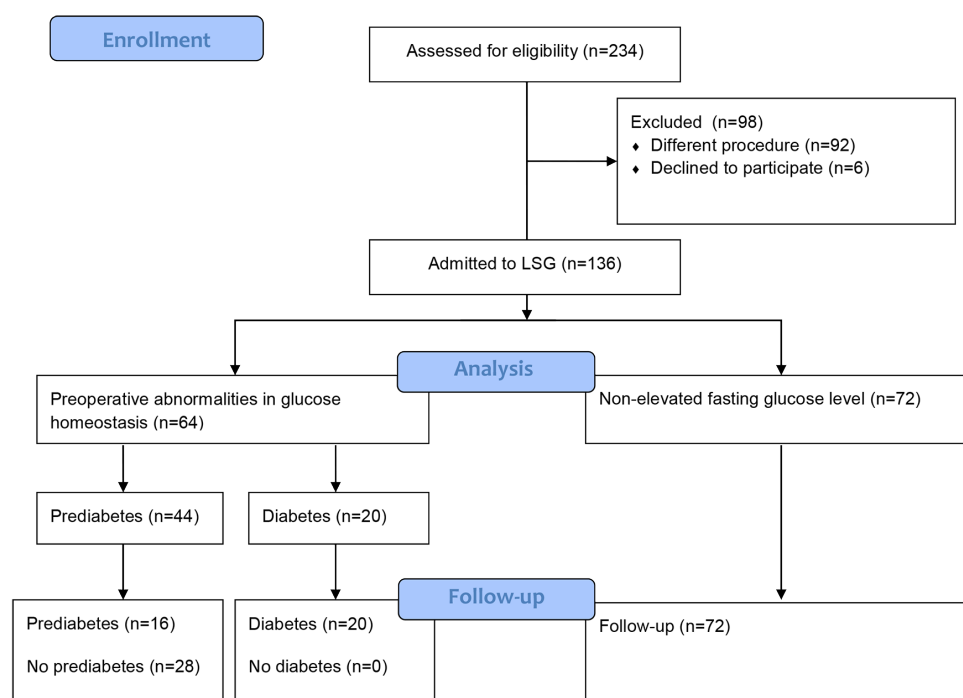 Enrollment
Assessed for eligibility (n=234)
Excluded (n=98)
♦ Different procedure (n=92)
♦ Declined to participate (n=6)
Admitted to LSG (n=136)
Analysis
Preoperative abnormalities in glucose
homeostasis (n=64)
Non-elevated fasting glucose level (n=72)
Prediabetes (n=44)
Diabetes (n=20)
Follow-up
Prediabetes (n=16)
No prediabetes (n=28)
Diabetes (n=20)
No diabetes (n=0)
Follow-up (n=72)